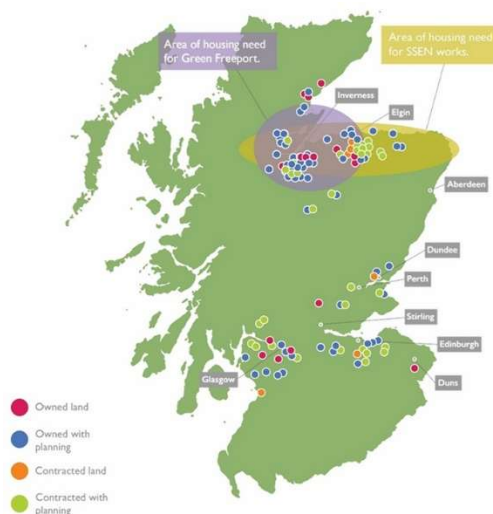 Area of housing need
for Green Freeport.
Area of housing need
for SSEN works.
Inverness
Elgin
Aberdeen
Dundee
Perth
Stirling
Edinburgh
Glasgow
Duns
Owned land
Owned with
planning
Contracted land
Contracted with
planning